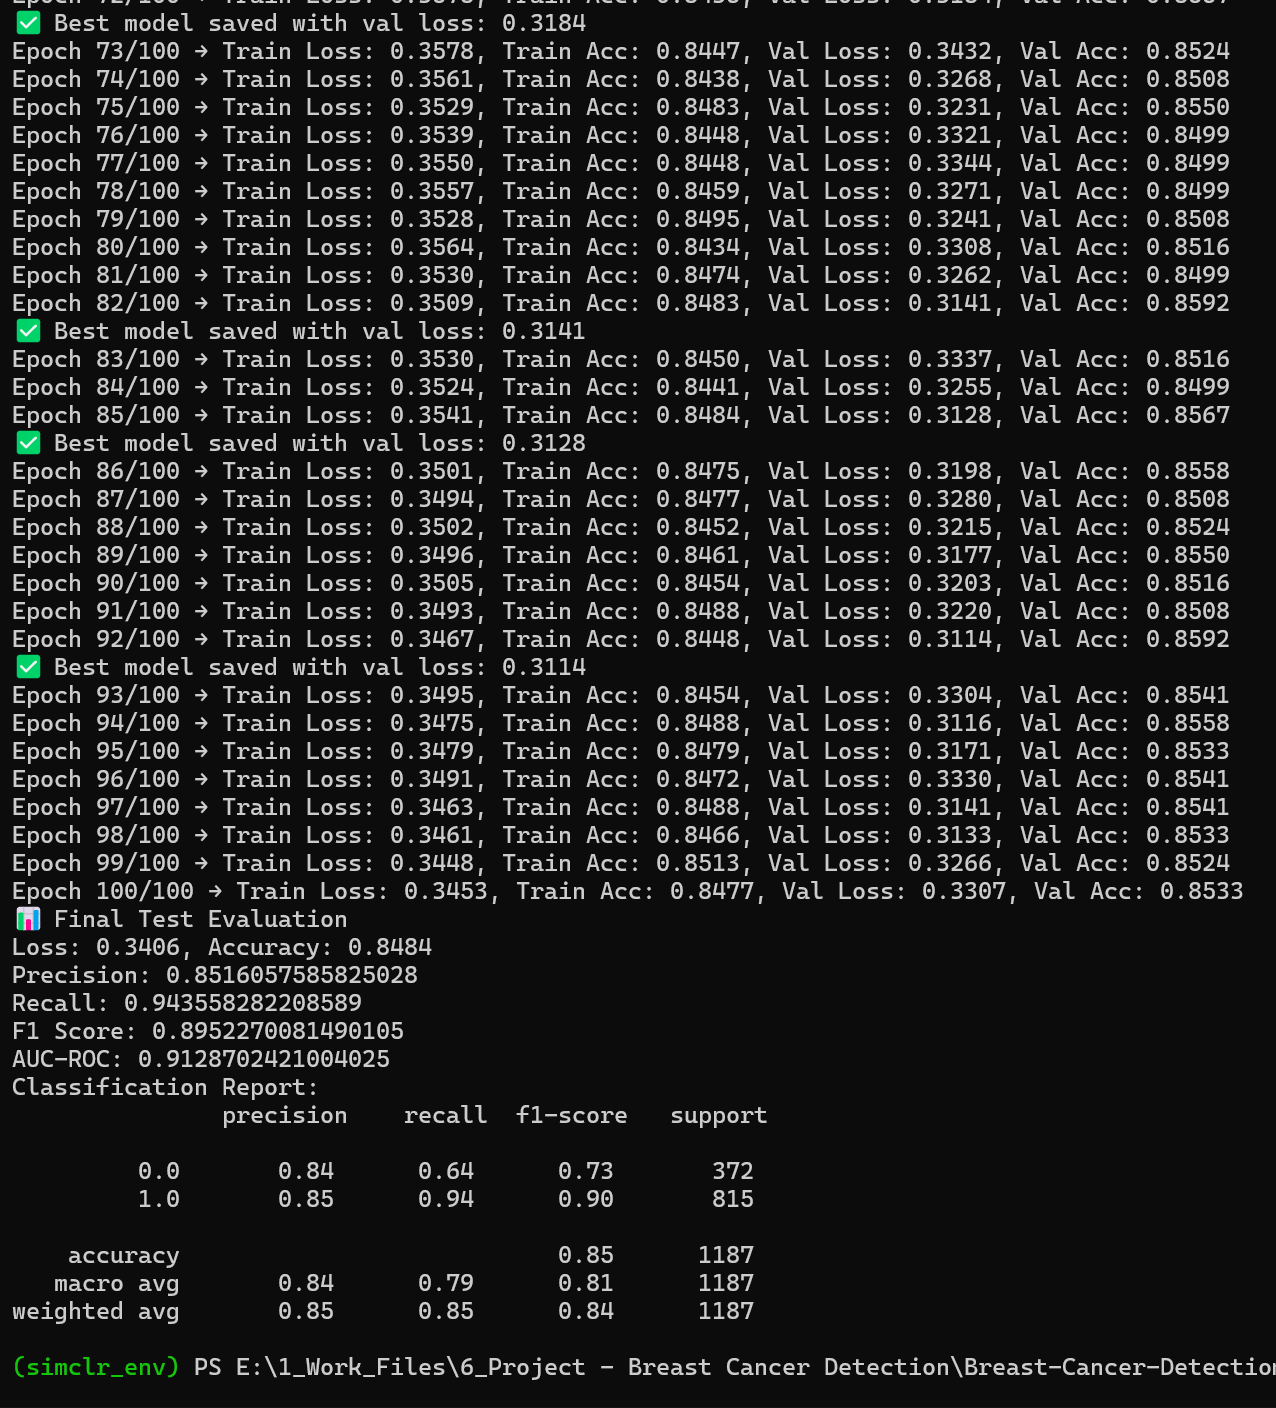 ✅ Best model saved with val loss: 0.3184
Epoch 73/100 → Train Loss: 0.3578, Train Acc: 0.8447, Val Loss: 0.3432, Val Acc: 0.8524
Epoch 74/100 → Train Loss: 0.3561, Train Acc: 0.8438, Val Loss: 0.3268, Val Acc: 0.8508
Epoch 75/100 → Train Loss: 0.3529, Train Acc: 0.8483, Val Loss: 0.3231, Val Acc: 0.8550
Epoch 76/100 → Train Loss: 0.3539, Train Acc: 0.8448, Val Loss: 0.3321, Val Acc: 0.8499
Epoch 77/100 → Train Loss: 0.3550, Train Acc: 0.8448, Val Loss: 0.3344, Val Acc: 0.8499
Epoch 78/100 → Train Loss: 0.3557, Train Acc: 0.8459, Val Loss: 0.3271, Val Acc: 0.8499
Epoch 79/100 → Train Loss: 0.3528, Train Acc: 0.8495, Val Loss: 0.3241, Val Acc: 0.8508
Epoch 80/100 → Train Loss: 0.3564, Train Acc: 0.8434, Val Loss: 0.3308, Val Acc: 0.8516
Epoch 81/100 → Train Loss: 0.3530, Train Acc: 0.8474, Val Loss: 0.3262, Val Acc: 0.8499
Epoch 82/100 → Train Loss: 0.3509, Train Acc: 0.8483, Val Loss: 0.3141, Val Acc: 0.8592
✅ Best model saved with val loss: 0.3141
Epoch 83/100 → Train Loss: 0.3530, Train Acc: 0.8450, Val Loss: 0.3337, Val Acc: 0.8516
Epoch 84/100 → Train Loss: 0.3524, Train Acc: 0.8441, Val Loss: 0.3255, Val Acc: 0.8499
Epoch 85/100 → Train Loss: 0.3541, Train Acc: 0.8484, Val Loss: 0.3128, Val Acc: 0.8567
✅ Best model saved with val loss: 0.3128
Epoch 86/100 → Train Loss: 0.3501, Train Acc: 0.8475, Val Loss: 0.3198, Val Acc: 0.8558
Epoch 87/100 → Train Loss: 0.3494, Train Acc: 0.8477, Val Loss: 0.3280, Val Acc: 0.8508
Epoch 88/100 → Train Loss: 0.3502, Train Acc: 0.8452, Val Loss: 0.3215, Val Acc: 0.8524
Epoch 89/100 → Train Loss: 0.3496, Train Acc: 0.8461, Val Loss: 0.3177, Val Acc: 0.8550
Epoch 90/100 → Train Loss: 0.3505, Train Acc: 0.8454, Val Loss: 0.3203, Val Acc: 0.8516
Epoch 91/100 → Train Loss: 0.3493, Train Acc: 0.8488, Val Loss: 0.3220, Val Acc: 0.8508
Epoch 92/100 → Train Loss: 0.3467, Train Acc: 0.8448, Val Loss: 0.3114, Val Acc: 0.8592
✅ Best model saved with val loss: 0.3114
Epoch 93/100 → Train Loss: 0.3495, Train Acc: 0.8454, Val Loss: 0.3304, Val Acc: 0.8541
Epoch 94/100 → Train Loss: 0.3475, Train Acc: 0.8488, Val Loss: 0.3116, Val Acc: 0.8558
Epoch 95/100 → Train Loss: 0.3479, Train Acc: 0.8479, Val Loss: 0.3171, Val Acc: 0.8533
Epoch 96/100 → Train Loss: 0.3491, Train Acc: 0.8472, Val Loss: 0.3330, Val Acc: 0.8541
Epoch 97/100 → Train Loss: 0.3463, Train Acc: 0.8488, Val Loss: 0.3141, Val Acc: 0.8541
Epoch 98/100 → Train Loss: 0.3461, Train Acc: 0.8466, Val Loss: 0.3133, Val Acc: 0.8533
Epoch 99/100 → Train Loss: 0.3448, Train Acc: 0.8513, Val Loss: 0.3266, Val Acc: 0.8524
Epoch 100/100 → Train Loss: 0.3453, Train Acc: 0.8477, Val Loss: 0.3307, Val Acc: 0.8533
📊 Final Test Evaluation
Loss: 0.3406, Accuracy: 0.8484
Precision: 0.8516057585825028
Recall: 0.943558282208589
F1 Score: 0.8952270081490105
AUC-ROC: 0.9128702421004025
Classification Report:
precision recall f1-score support
0.0 0.84 0.64 0.73 372
1.0 0.85 0.94 0.90 815
accuracy 0.85 1187
macro avg 0.84 0.79 0.81 1187
weighted avg 0.85 0.85 0.84 1187
(simclr_env) PS E:\1_Work_Files\6_Project - Breast Cancer Detection\Breast-Cancer-Detection